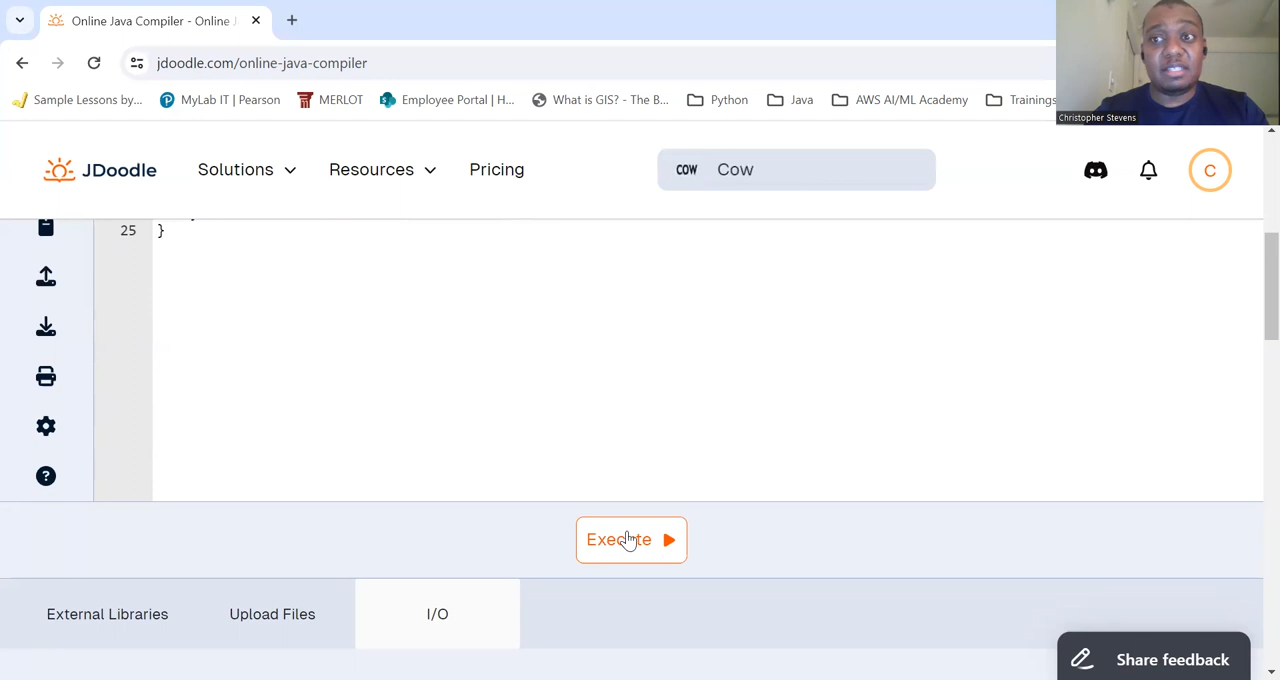 Online Java Compiler - Online J
jdoodle.com/online-java-compiler
Sample Lessons by...
MyLab IT | Pearson
MERLOT
Employee Portal | H...
What is GIS? - The B...
Python
Java
AWS AI/ML Academy
Trainings
Christopher Stevens
JDoodle
Solutions
Resources
Pricing
COW
Cow
C
25
}
Execute
External Libraries
Upload Files
I/O
Share feedback